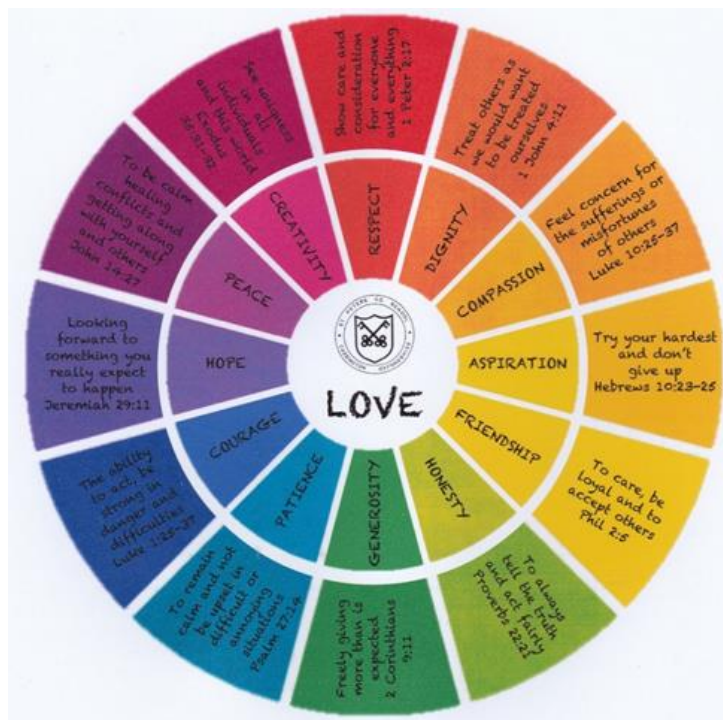 LOVE
RESPECT
Show care and
consideration
for everyone
and everything
1 Peter 2:17
DIGNITY
Treat others as
we would want
to be treated
ourselves
1 John 4:11
COMPASSION
Feel concern for
the sufferings or
misfortunes
of others
Luke 10:25-37
ASPIRATION
Try your hardest
and don't
give up
Hebrews 10:23-25
FRIENDSHIP
To care, be
loyal and to
accept others
Phil 2:5
HONESTY
To always
tell the truth
and act fairly
Proverbs 22:21
GENEROSITY
Freely giving
more than is
expected
2 Corinthians
9:11
PATIENCE
To remain
calm and not
be upset in
difficult or
annoying
situations
Psalm 27:14
COURAGE
The ability
to act, be
strong in
danger and
difficulties
Luke 1:25-37
HOPE
Looking
forward to
something you
really expect
to happen
Jeremiah 29:11
PEACE
To be calm
healing
conflicts and
getting along
with yourself
and others
John 14:27
CREATIVITY
See uniqness
in all
individuals
and this world
Exodus